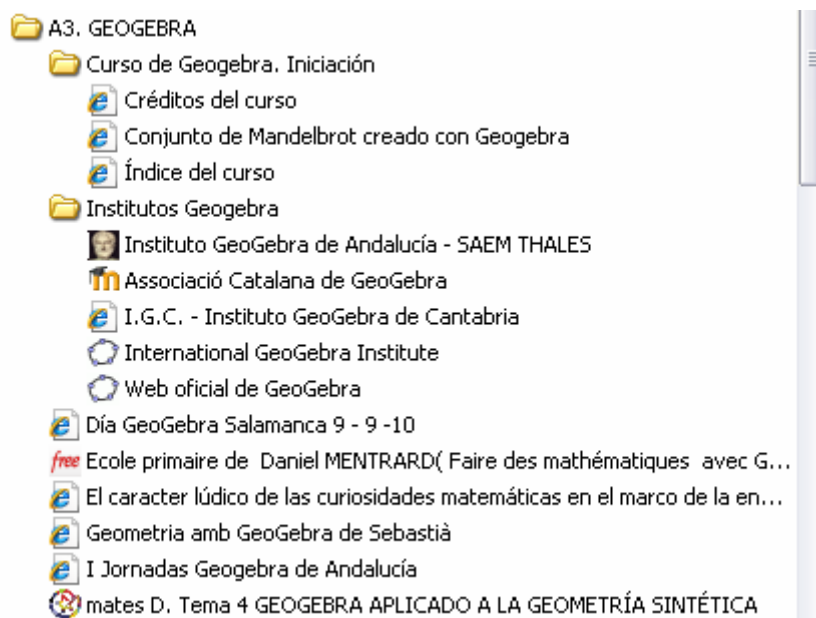 A3. GEOGEBRA
Curso de Geogebra. Iniciación
Créditos del curso
Conjunto de Mandelbrot creado con Geogebra
Índice del curso
Institutos Geogebra
Instituto GeoGebra de Andalucía - SAEM THALES
Associació Catalana de GeoGebra
I.G.C. - Instituto GeoGebra de Cantabria
International GeoGebra Institute
Web oficial de GeoGebra
Día GeoGebra Salamanca 9 - 9 -10
free Ecole primaire de  Daniel MENTRARD( Faire des mathématiques  avec G...
El caracter lúdico de las curiosidades matemáticas en el marco de la en...
Geometria amb GeoGebra de Sebastià
I Jornadas Geogebra de Andalucía
mates D. Tema 4 GEOGEBRA APLICADO A LA GEOMETRÍA SINTÉTICA